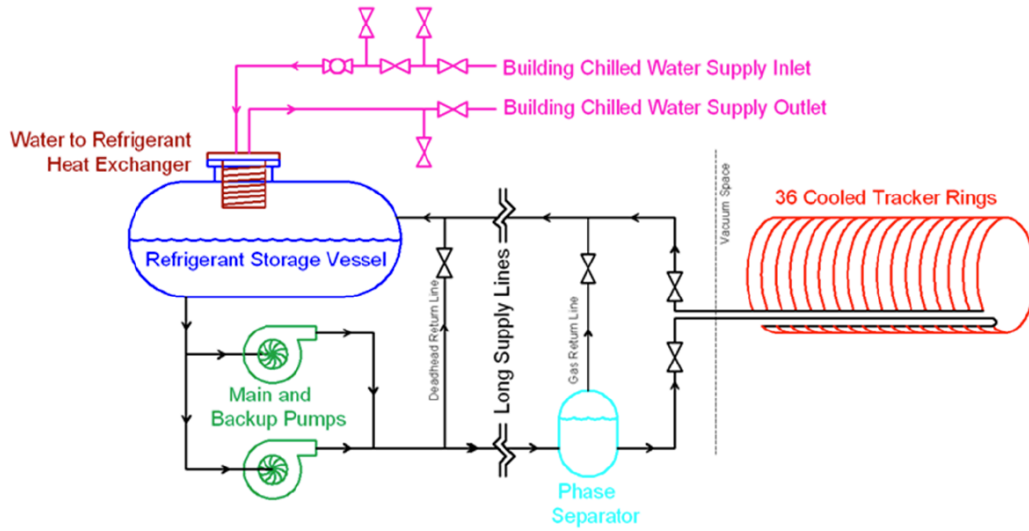 Building Chilled Water Supply Inlet
Building Chilled Water Supply Outlet
Water to Refrigerant
Heat Exchanger
Refrigerant Storage Vessel
Main and
Backup Pumps
Deadhead Return Line
Long Supply Lines
Gas Return Line
Phase
Separator
Vacuum Space
36 Cooled Tracker Rings